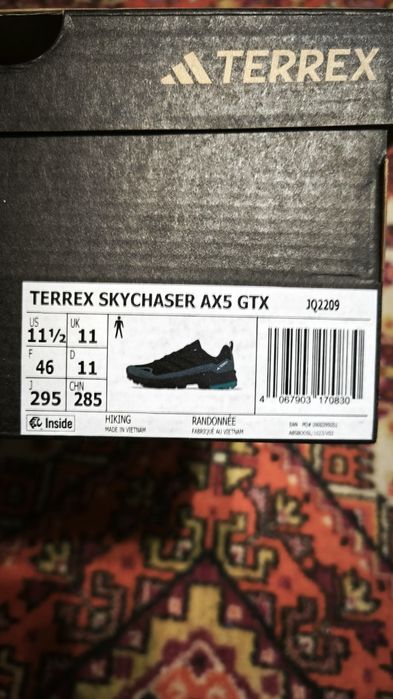 TERREX
TERREX SKYCHASER AX5 GTX JQ2209
US UK
11½ 11
F D
46 11
J CHN
295 285
4 067903 170830
Inside HIKING RANDONNÉE
MADE IN VIETNAM FABRIQUÉ AU VIETNAM
EAN